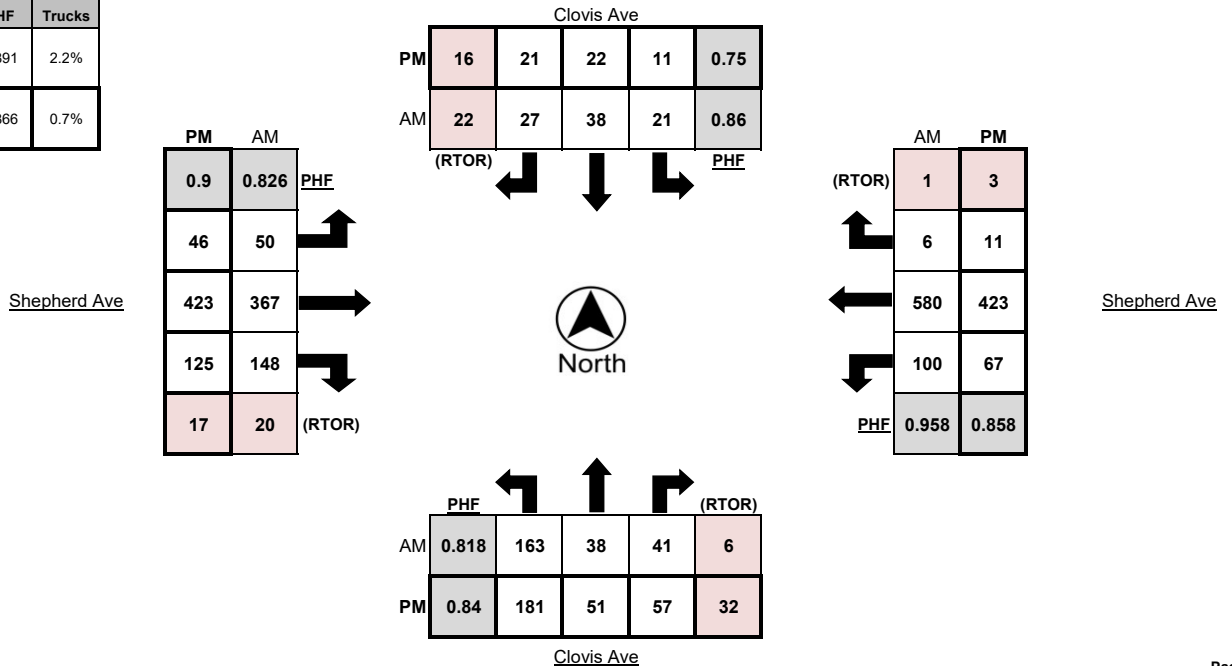 HF Trucks
391 2.2%
366 0.7%
Clovis Ave
PM 16 21 22 11 0.75
AM 22 27 38 21 0.86
(RTOR) PHF
PM AM
0.9 0.826 PHF
46 50
423 367
125 148
17 20 (RTOR)
Shepherd Ave
North
AM PM
(RTOR) 1 3
6 11
580 423
100 67
PHF 0.958 0.858
Shepherd Ave
PHF (RTOR)
AM 0.818 163 38 41 6
PM 0.84 181 51 57 32
Clovis Ave